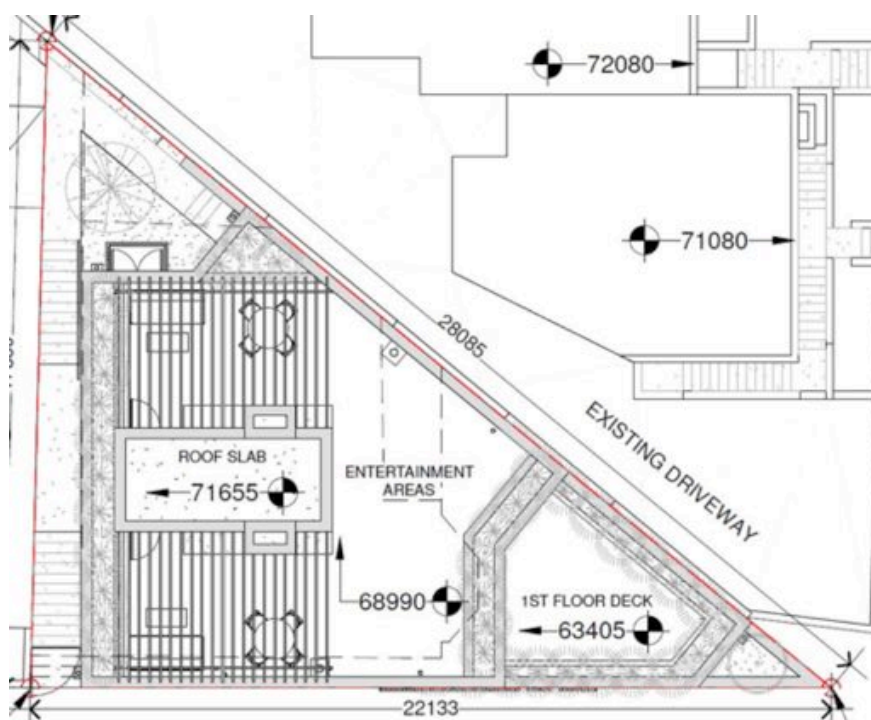 72080
71080
28085
EXISTING DRIVEWAY
ROOF SLAB
71655
ENTERTAINMENT
AREAS
68990
1ST FLOOR DECK
63405
22133